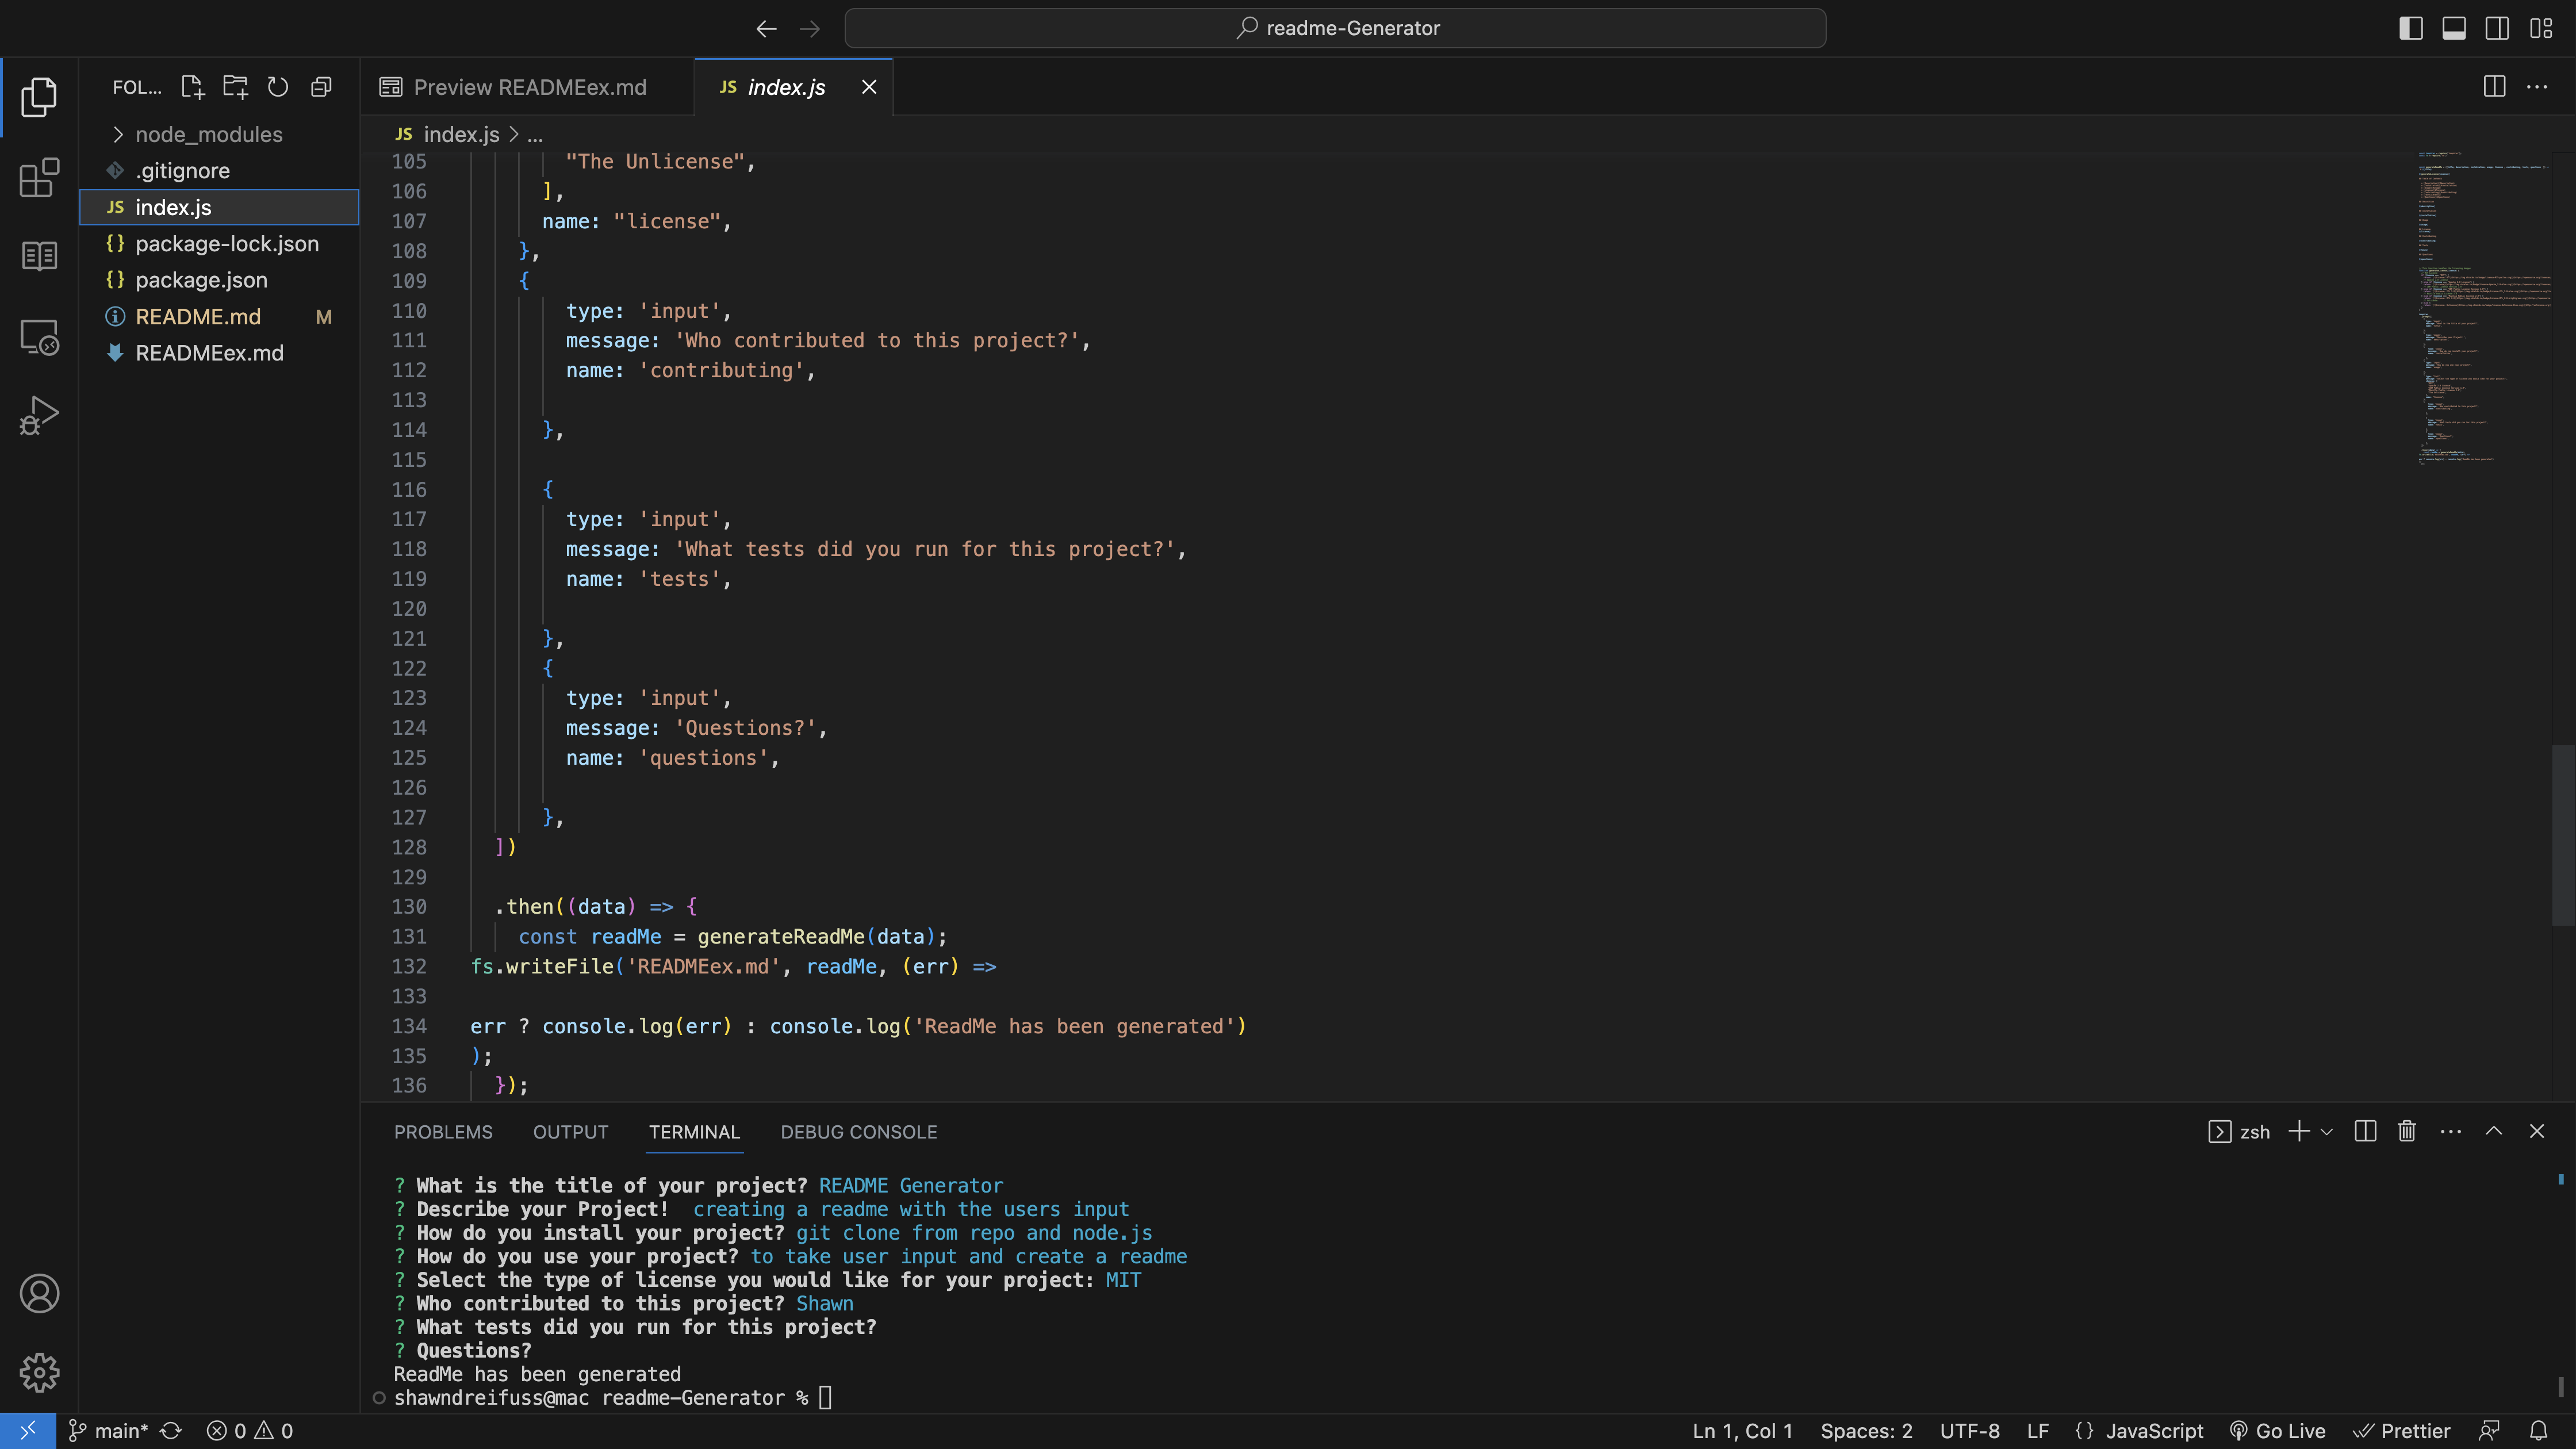 readme-Generator
FOL...
node_modules
.gitignore
JS index.js
{} package-lock.json
{} package.json
README.md M
READMEex.md
Preview READMEex.md
JS index.js
JS index.js > ...
105 "The Unlicense",
106 ],
107 name: "license",
108 },
109 {
110 type: 'input',
111 message: 'Who contributed to this project?',
112 name: 'contributing',
113
114 },
115
116 {
117 type: 'input',
118 message: 'What tests did you run for this project?',
119 name: 'tests',
120
121 },
122 {
123 type: 'input',
124 message: 'Questions?',
125 name: 'questions',
126
127 },
128 ])
129
130 .then((data) => {
131 const readMe = generateReadMe(data);
132 fs.writeFile('READMEex.md', readMe, (err) =>
133
134 err ? console.log(err) : console.log('ReadMe has been generated')
135 );
136 });
PROBLEMS OUTPUT TERMINAL DEBUG CONSOLE
zsh
? What is the title of your project? README Generator
? Describe your Project! creating a readme with the users input
? How do you install your project? git clone from repo and node.js
? How do you use your project? to take user input and create a readme
? Select the type of license you would like for your project: MIT
? Who contributed to this project? Shawn
? What tests did you run for this project?
? Questions?
ReadMe has been generated
shawndreifuss@mac readme-Generator %
main* 0 0
Ln 1, Col 1 Spaces: 2 UTF-8 LF {} JavaScript Go Live Prettier